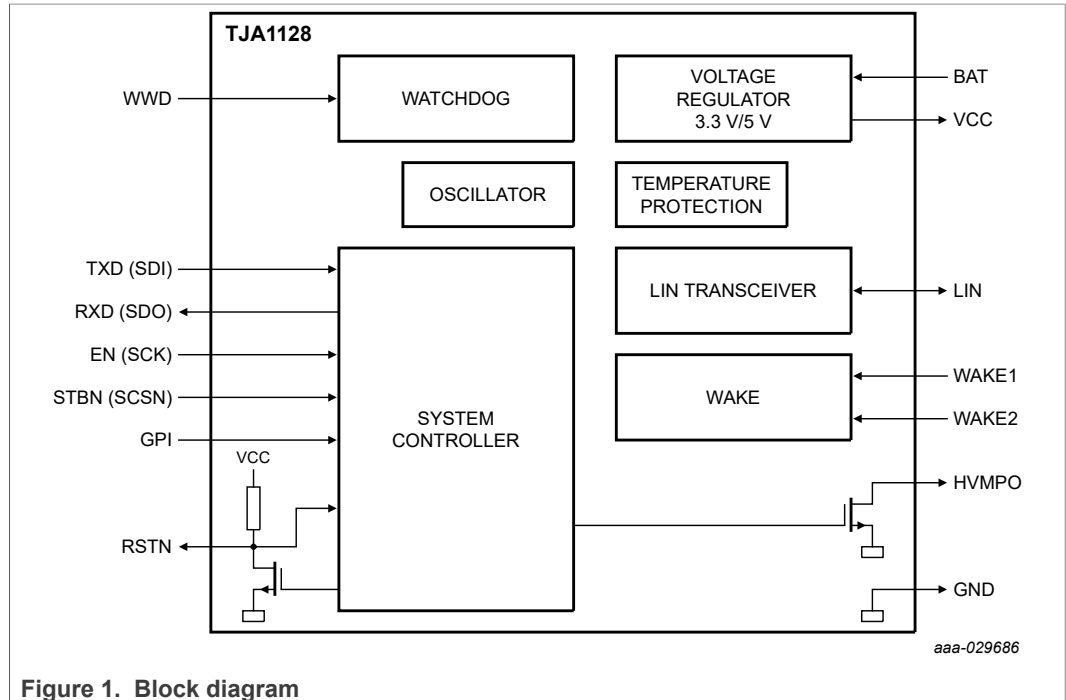 TJA1128
WWD
WATCHDOG
VOLTAGE
REGULATOR
3.3 V/5 V
BAT
VCC
OSCILLATOR
TEMPERATURE
PROTECTION
TXD (SDI)
RXD (SDO)
EN (SCK)
STBN (SCSN)
GPI
VCC
RSTN
SYSTEM
CONTROLLER
LIN TRANSCEIVER
LIN
WAKE
WAKE1
WAKE2
HVMPO
GND
aaa-029686
Figure 1. Block diagram